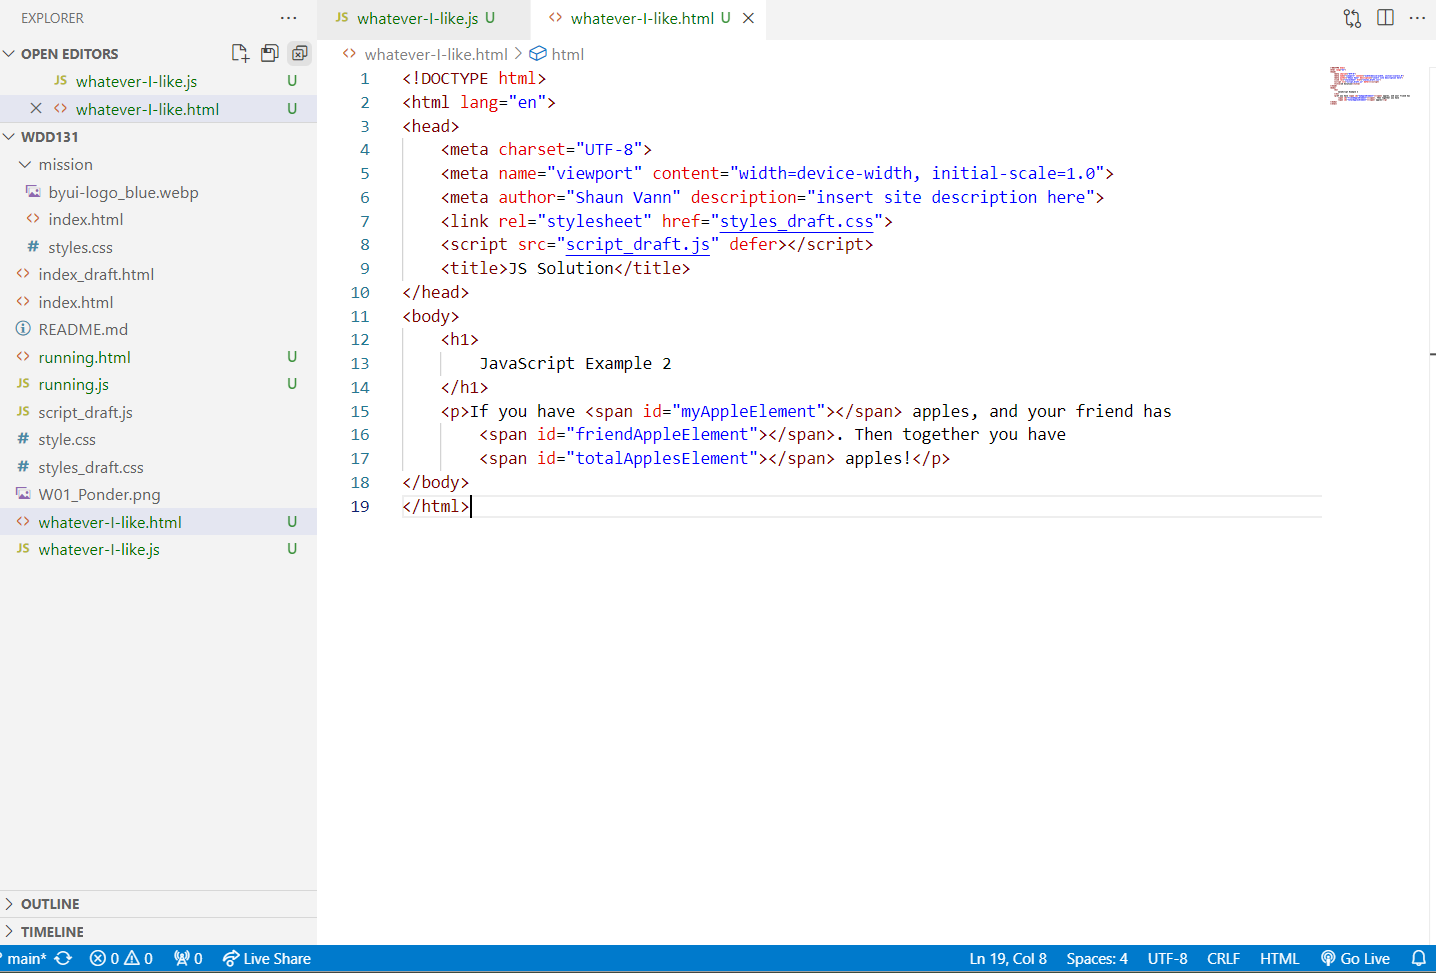 EXPLORER
OPEN EDITORS
JS whatever-I-like.js U
<> whatever-I-like.html U
WDD131
mission
byui-logo_blue.webp
<> index.html
# styles.css
<> index_draft.html
<> index.html
README.md
<> running.html U
JS running.js U
JS script_draft.js
# style.css
# styles_draft.css
W01_Ponder.png
<> whatever-I-like.html U
JS whatever-I-like.js U
OUTLINE
TIMELINE
JS whatever-I-like.js U <> whatever-I-like.html U
<> whatever-I-like.html > html
1 <!DOCTYPE html>
2 <html lang="en">
3 <head>
4 <meta charset="UTF-8">
5 <meta name="viewport" content="width=device-width, initial-scale=1.0">
6 <meta author="Shaun Vann" description="insert site description here">
7 <link rel="stylesheet" href="styles_draft.css">
8 <script src="script_draft.js" defer></script>
9 <title>JS Solution</title>
10 </head>
11 <body>
12 <h1>
13 JavaScript Example 2
14 </h1>
15 <p>If you have <span id="myAppleElement"></span> apples, and your friend has
16 <span id="friendAppleElement"></span>. Then together you have
17 <span id="totalApplesElement"></span> apples!</p>
18 </body>
19 </html>
main* 0 0 0 Live Share Ln 19, Col 8 Spaces: 4 UTF-8 CRLF HTML Go Live